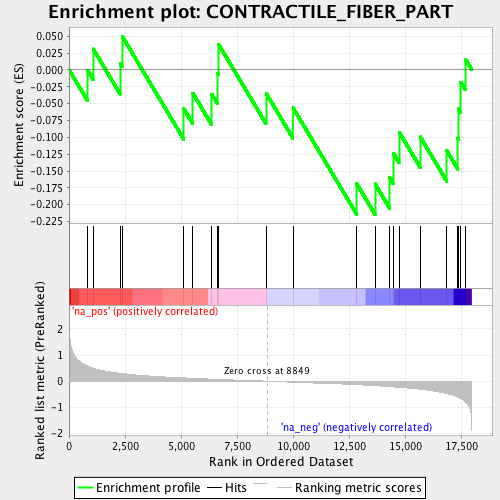 Enrichment plot: CONTRACTILE_FIBER_PART
Enrichment score (ES)
0.050
0.025
0.000
-0.025
-0.050
-0.075
-0.100
-0.125
-0.150
-0.175
-0.200
-0.225
'na_pos' (positively correlated)
Ranked list metric (PreRanked)
2
1
0
-1
-2
Zero cross at 8849
'na_neg' (negatively correlated)
0
2,500
5,000
7,500
10,000
12,500
15,000
17,500
Rank in Ordered Dataset
Enrichment profile
Hits
Ranking metric scores